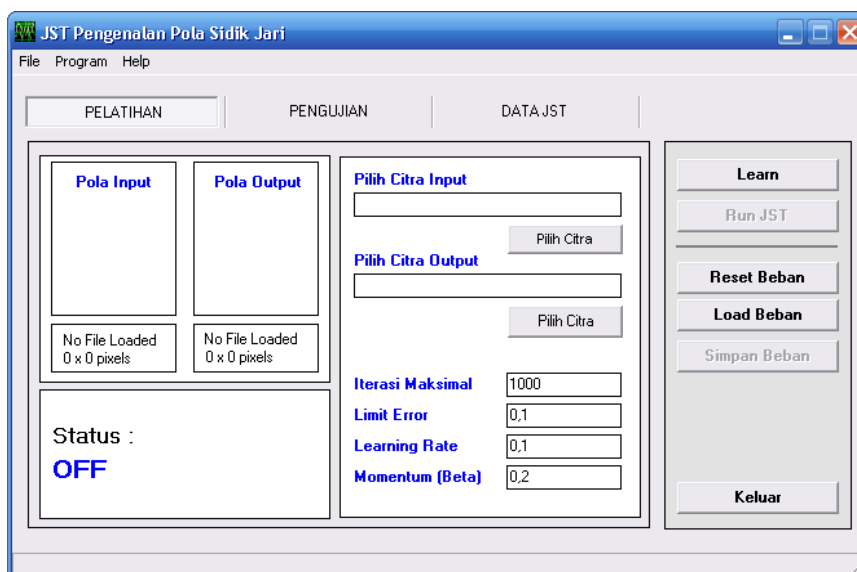 JST Pengenalan Pola Sidik Jari
File Program Help
PELATIHAN PENGUJIAN DATA JST
Pola Input
Pola Output
No File Loaded
0 x 0 pixels
No File Loaded
0 x 0 pixels
Status :
OFF
Pilih Citra Input
Pilih Citra
Pilih Citra Output
Pilih Citra
Iterasi Maksimal 1000
Limit Error 0,1
Learning Rate 0,1
Momentum (Beta) 0,2
Learn
Run JST
Reset Beban
Load Beban
Simpan Beban
Keluar